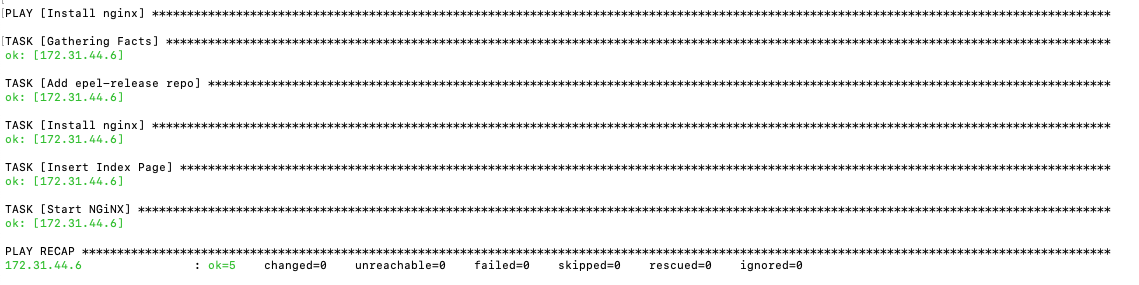 PLAY [Install nginx] *****************************************************************************************************************************************
TASK [Gathering Facts] ***************************************************************************************************************************************
ok: [172.31.44.6]
TASK [Add epel-release repo] *********************************************************************************************************************************
ok: [172.31.44.6]
TASK [Install nginx] *****************************************************************************************************************************************
ok: [172.31.44.6]
TASK [Insert Index Page] *************************************************************************************************************************************
ok: [172.31.44.6]
TASK [Start NGiNX] *******************************************************************************************************************************************
ok: [172.31.44.6]
PLAY RECAP ***************************************************************************************************************************************************
172.31.44.6                : ok=5    changed=0    unreachable=0    failed=0    skipped=0    rescued=0    ignored=0